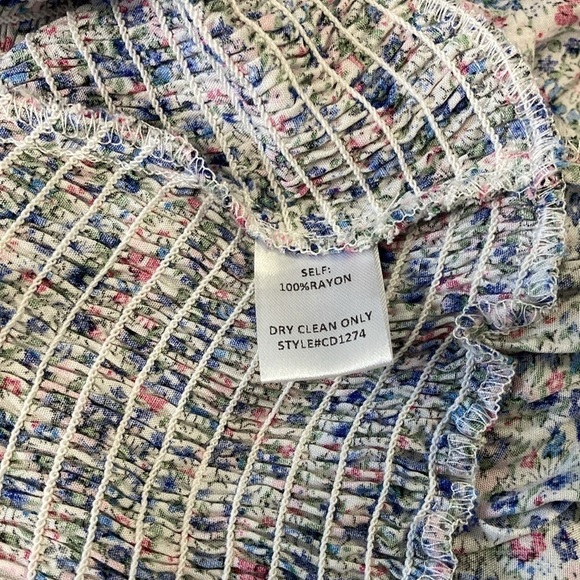 SELF:
100%RAYON
DRY CLEAN ONLY
STYLE#CD1274